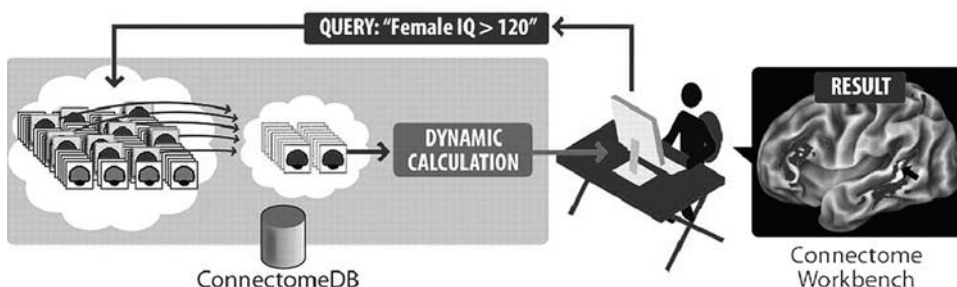 QUERY: “Female IQ > 120”
DYNAMIC
CALCULATION
ConnectomeDB
RESULT
Connectome
Workbench